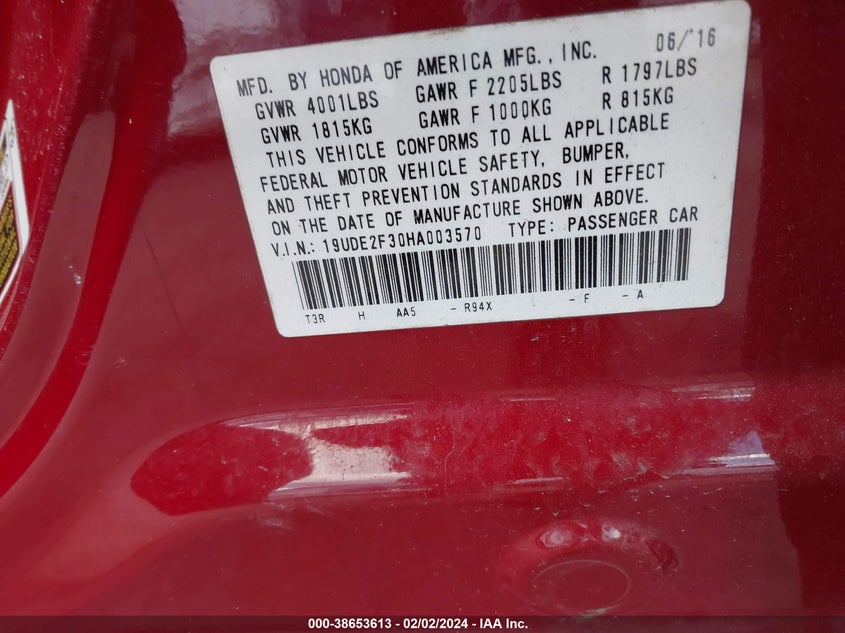 MFD. BY HONDA OF AMERICA MFG., INC. 06/'16
GVWR 4001LBS GAWR F 2205LBS R 1797LBS
GVWR 1815KG GAWR F 1000KG R 815KG
THIS VEHICLE CONFORMS TO ALL APPLICABLE
FEDERAL MOTOR VEHICLE SAFETY, BUMPER,
AND THEFT PREVENTION STANDARDS IN EFFECT
ON THE DATE OF MANUFACTURE SHOWN ABOVE.
V.I.N.: 19UDE2F30HA003570 TYPE: PASSENGER CAR
T3R H AA5 - R94X - F - A
000-38653613 - 02/02/2024 - IAA Inc.